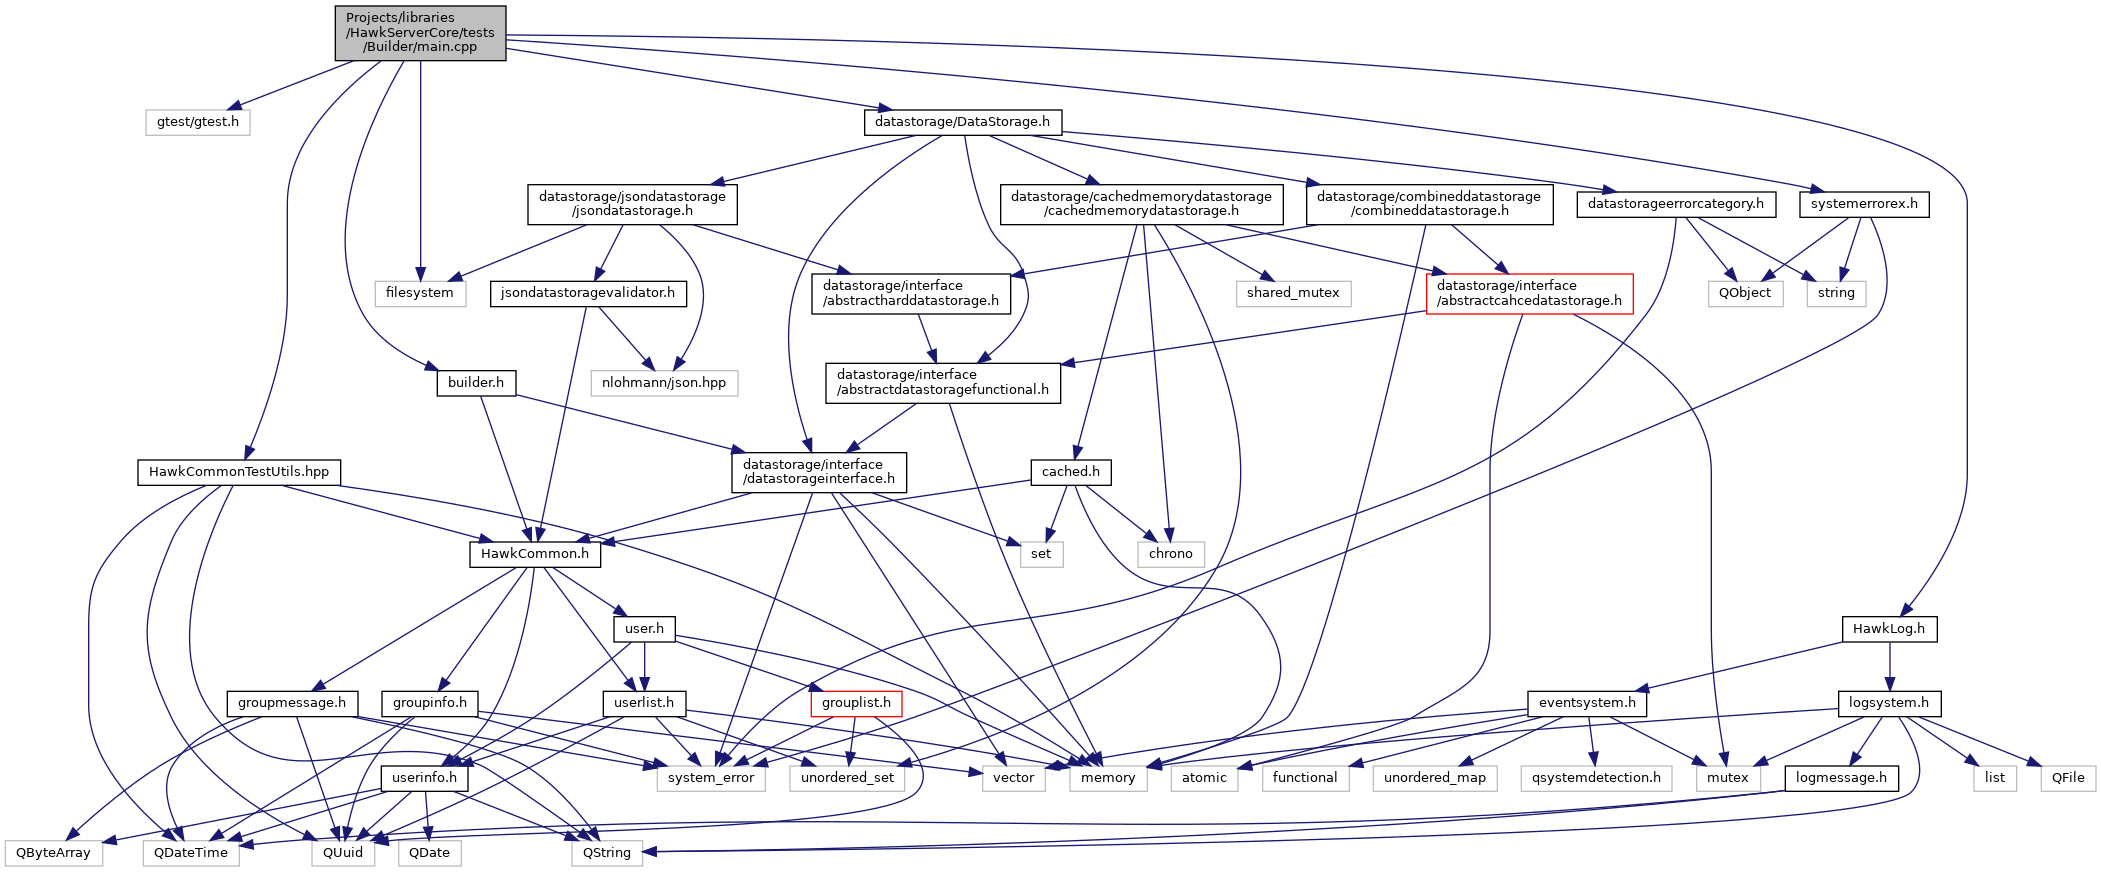 Projects/libraries
/HawkServerCore/tests
/Builder/main.cpp
gtest/gtest.h
datastorage/DataStorage.h
datastorage/jsondatastorage
/jsondatastorage.h
datastorage/cachedmemorydatastorage
/cachedmemorydatastorage.h
datastorage/combineddatastorage
/combineddatastorage.h
datastorageerrorcategory.h
systemerrorex.h
filesystem
jsondatastoragevalidator.h
datastorage/interface
/abstractharddatastorage.h
shared_mutex
datastorage/interface
/abstractcahcedatastorage.h
QObject
string
builder.h
nlohmann/json.hpp
datastorage/interface
/abstractdatastoragefunctional.h
HawkCommonTestUtils.hpp
datastorage/interface
/datastorageinterface.h
cached.h
HawkCommon.h
set
chrono
user.h
HawkLog.h
groupmessage.h
groupinfo.h
userlist.h
grouplist.h
eventsystem.h
logsystem.h
userinfo.h
system_error
unordered_set
vector
memory
atomic
functional
unordered_map
qsystemdetection.h
mutex
logmessage.h
list
QFile
QByteArray
QDateTime
QUuid
QDate
QString